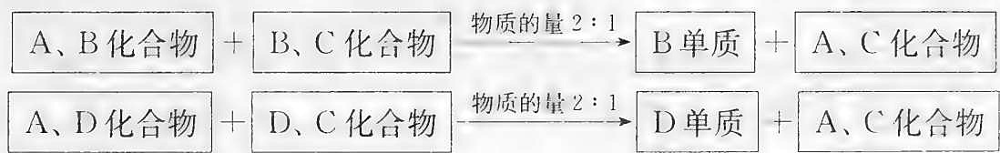 物质的量 2:1
A、B化合物 + B、C化合物 → B单质 + A、C化合物
物质的量 2:1
A、D化合物 + D、C化合物 → D单质 + A、C化合物